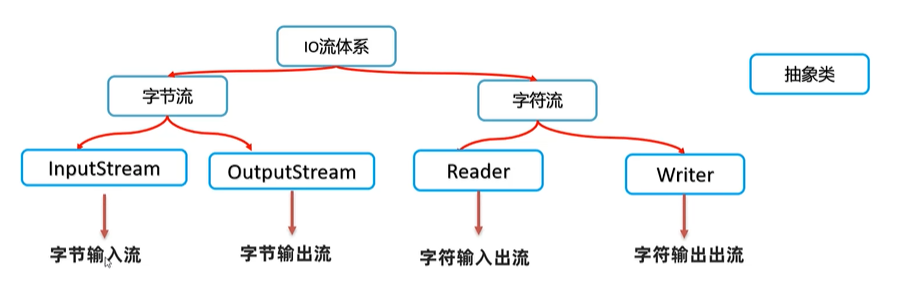 IO流体系
抽象类
字节流
字符流
InputStream
OutputStream
Reader
Writer
字节输入流
字节输出流
字符输入出流
字符输出出流